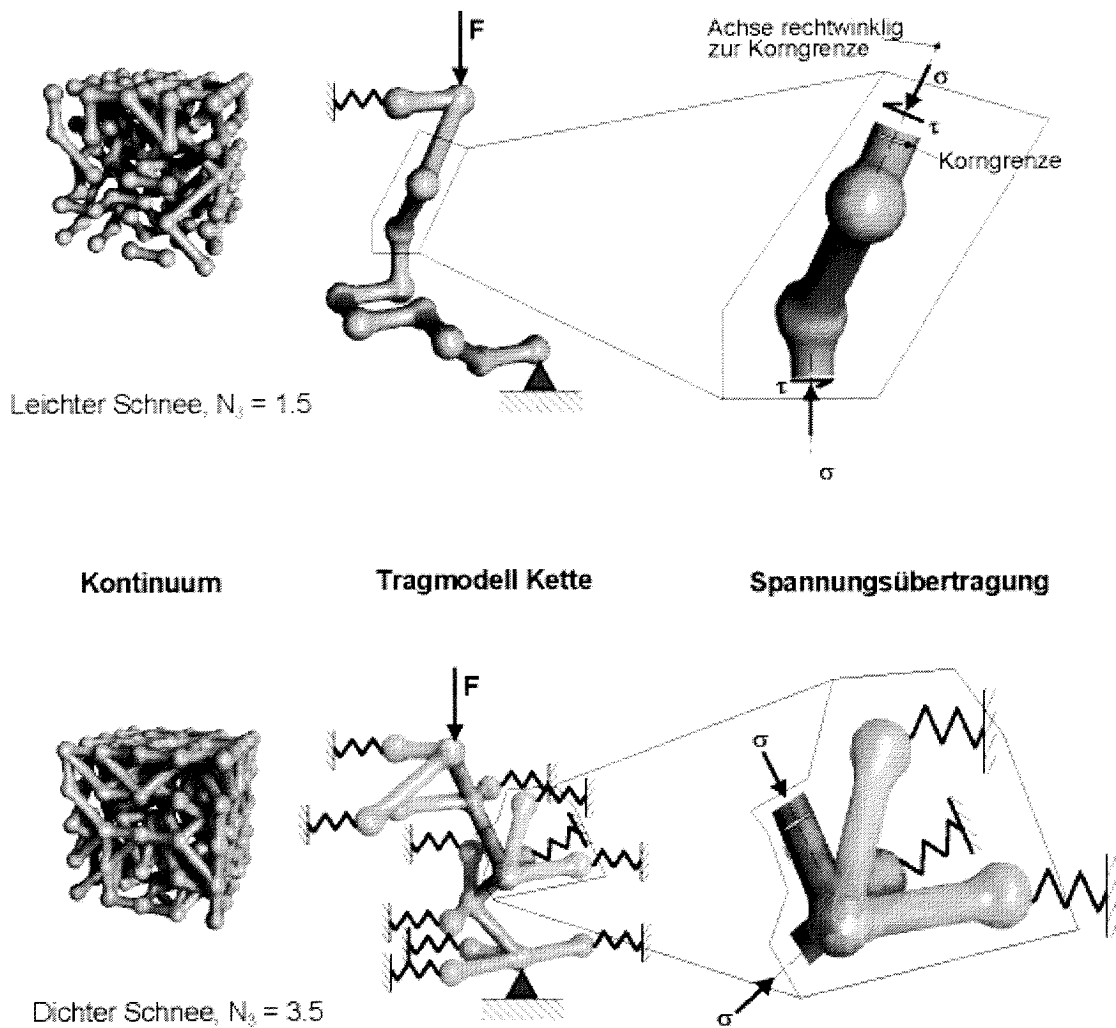 F
Achse rechtwinklig
zur Korngrenze
σ
τ
Korngrenze
τ
σ
Leichter Schnee, N₃ = 1.5
Kontinuum
Tragmodell Kette
Spannungsübertragung
F
σ
σ
Dichter Schnee, N₃ = 3.5